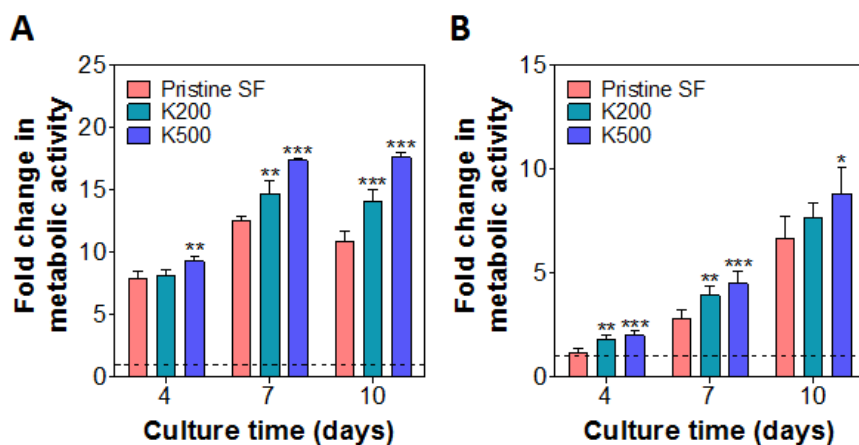 A
Fold change in
metabolic activity
25
20
15
10
5
0
Pristine SF
K200
K500
**
**
***
***
***
4
7
10
Culture time (days)
B
Fold change in
metabolic activity
15
10
5
0
Pristine SF
K200
K500
**
***
**
***
*
4
7
10
Culture time (days)